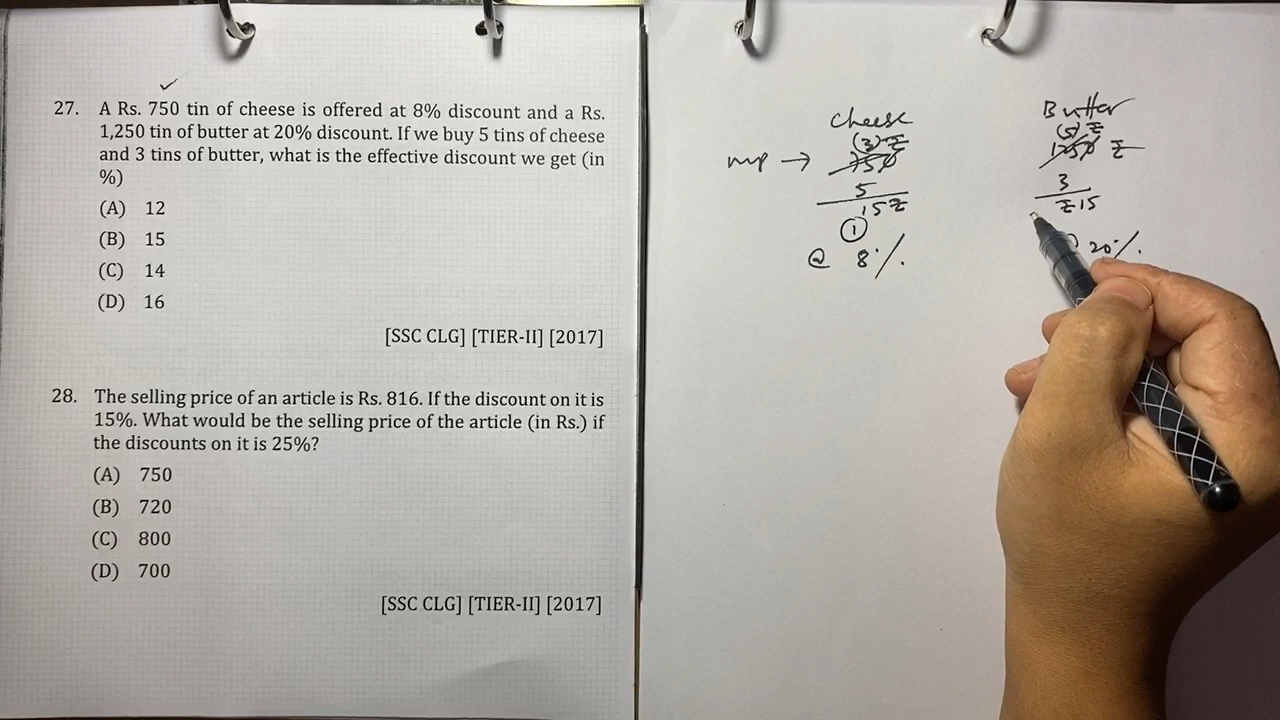 27. A Rs. 750 tin of cheese is offered at 8% discount and a Rs.
1,250 tin of butter at 20% discount. If we buy 5 tins of cheese
and 3 tins of butter, what is the effective discount we get (in
%)
(A) 12
(B) 15
(C) 14
(D) 16
[SSC CLG] [TIER-II] [2017]
28. The selling price of an article is Rs. 816. If the discount on it is
15%. What would be the selling price of the article (in Rs.) if
the discounts on it is 25%?
(A) 750
(B) 720
(C) 800
(D) 700
[SSC CLG] [TIER-II] [2017]
cheese
(3) ₹
mp → 750
5
15₹
1
@ 8%.
Butter
(5) ₹
1250 ₹
3
₹15
20%.